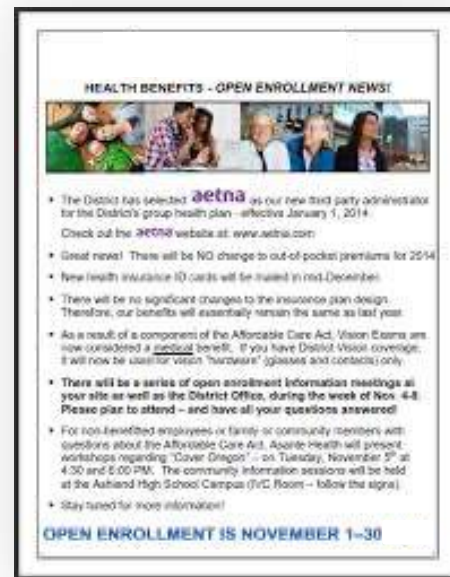 HEALTH BENEFITS - OPEN ENROLLMENT NEWS!
• The District has selected aetna as our new third party administrator
for the District's group health plan - effective January 1, 2014.
Check out the aetna website at: www.aetna.com
• Great news! There will be NO change to out-of-pocket premiums for 2014
• New health insurance ID cards will be mailed in mid-December.
• There will be no significant changes to the insurance plan design.
Therefore, our benefits will essentially remain the same as last year.
• As a result of a component of the Affordable Care Act, Vision Exams are
now considered a medical benefit. If you have District Vision coverage,
it will now be used for vision "hardware" (glasses and contacts) only.
• There will be a series of open enrollment information meetings at
your site as well as the District Office, during the week of Nov. 4-8.
Please plan to attend – and have all your questions answered!
• For non-benefitted employees or family or community members with
questions about the Affordable Care Act, Asante Health will present
workshops regarding "Cover Oregon" – on Tuesday, November 5th at
4:30 and 6:00 PM. The community information sessions will be held
at the Ashland High School Campus (IVC Room – follow the signs).
• Stay tuned for more information!
OPEN ENROLLMENT IS NOVEMBER 1–30